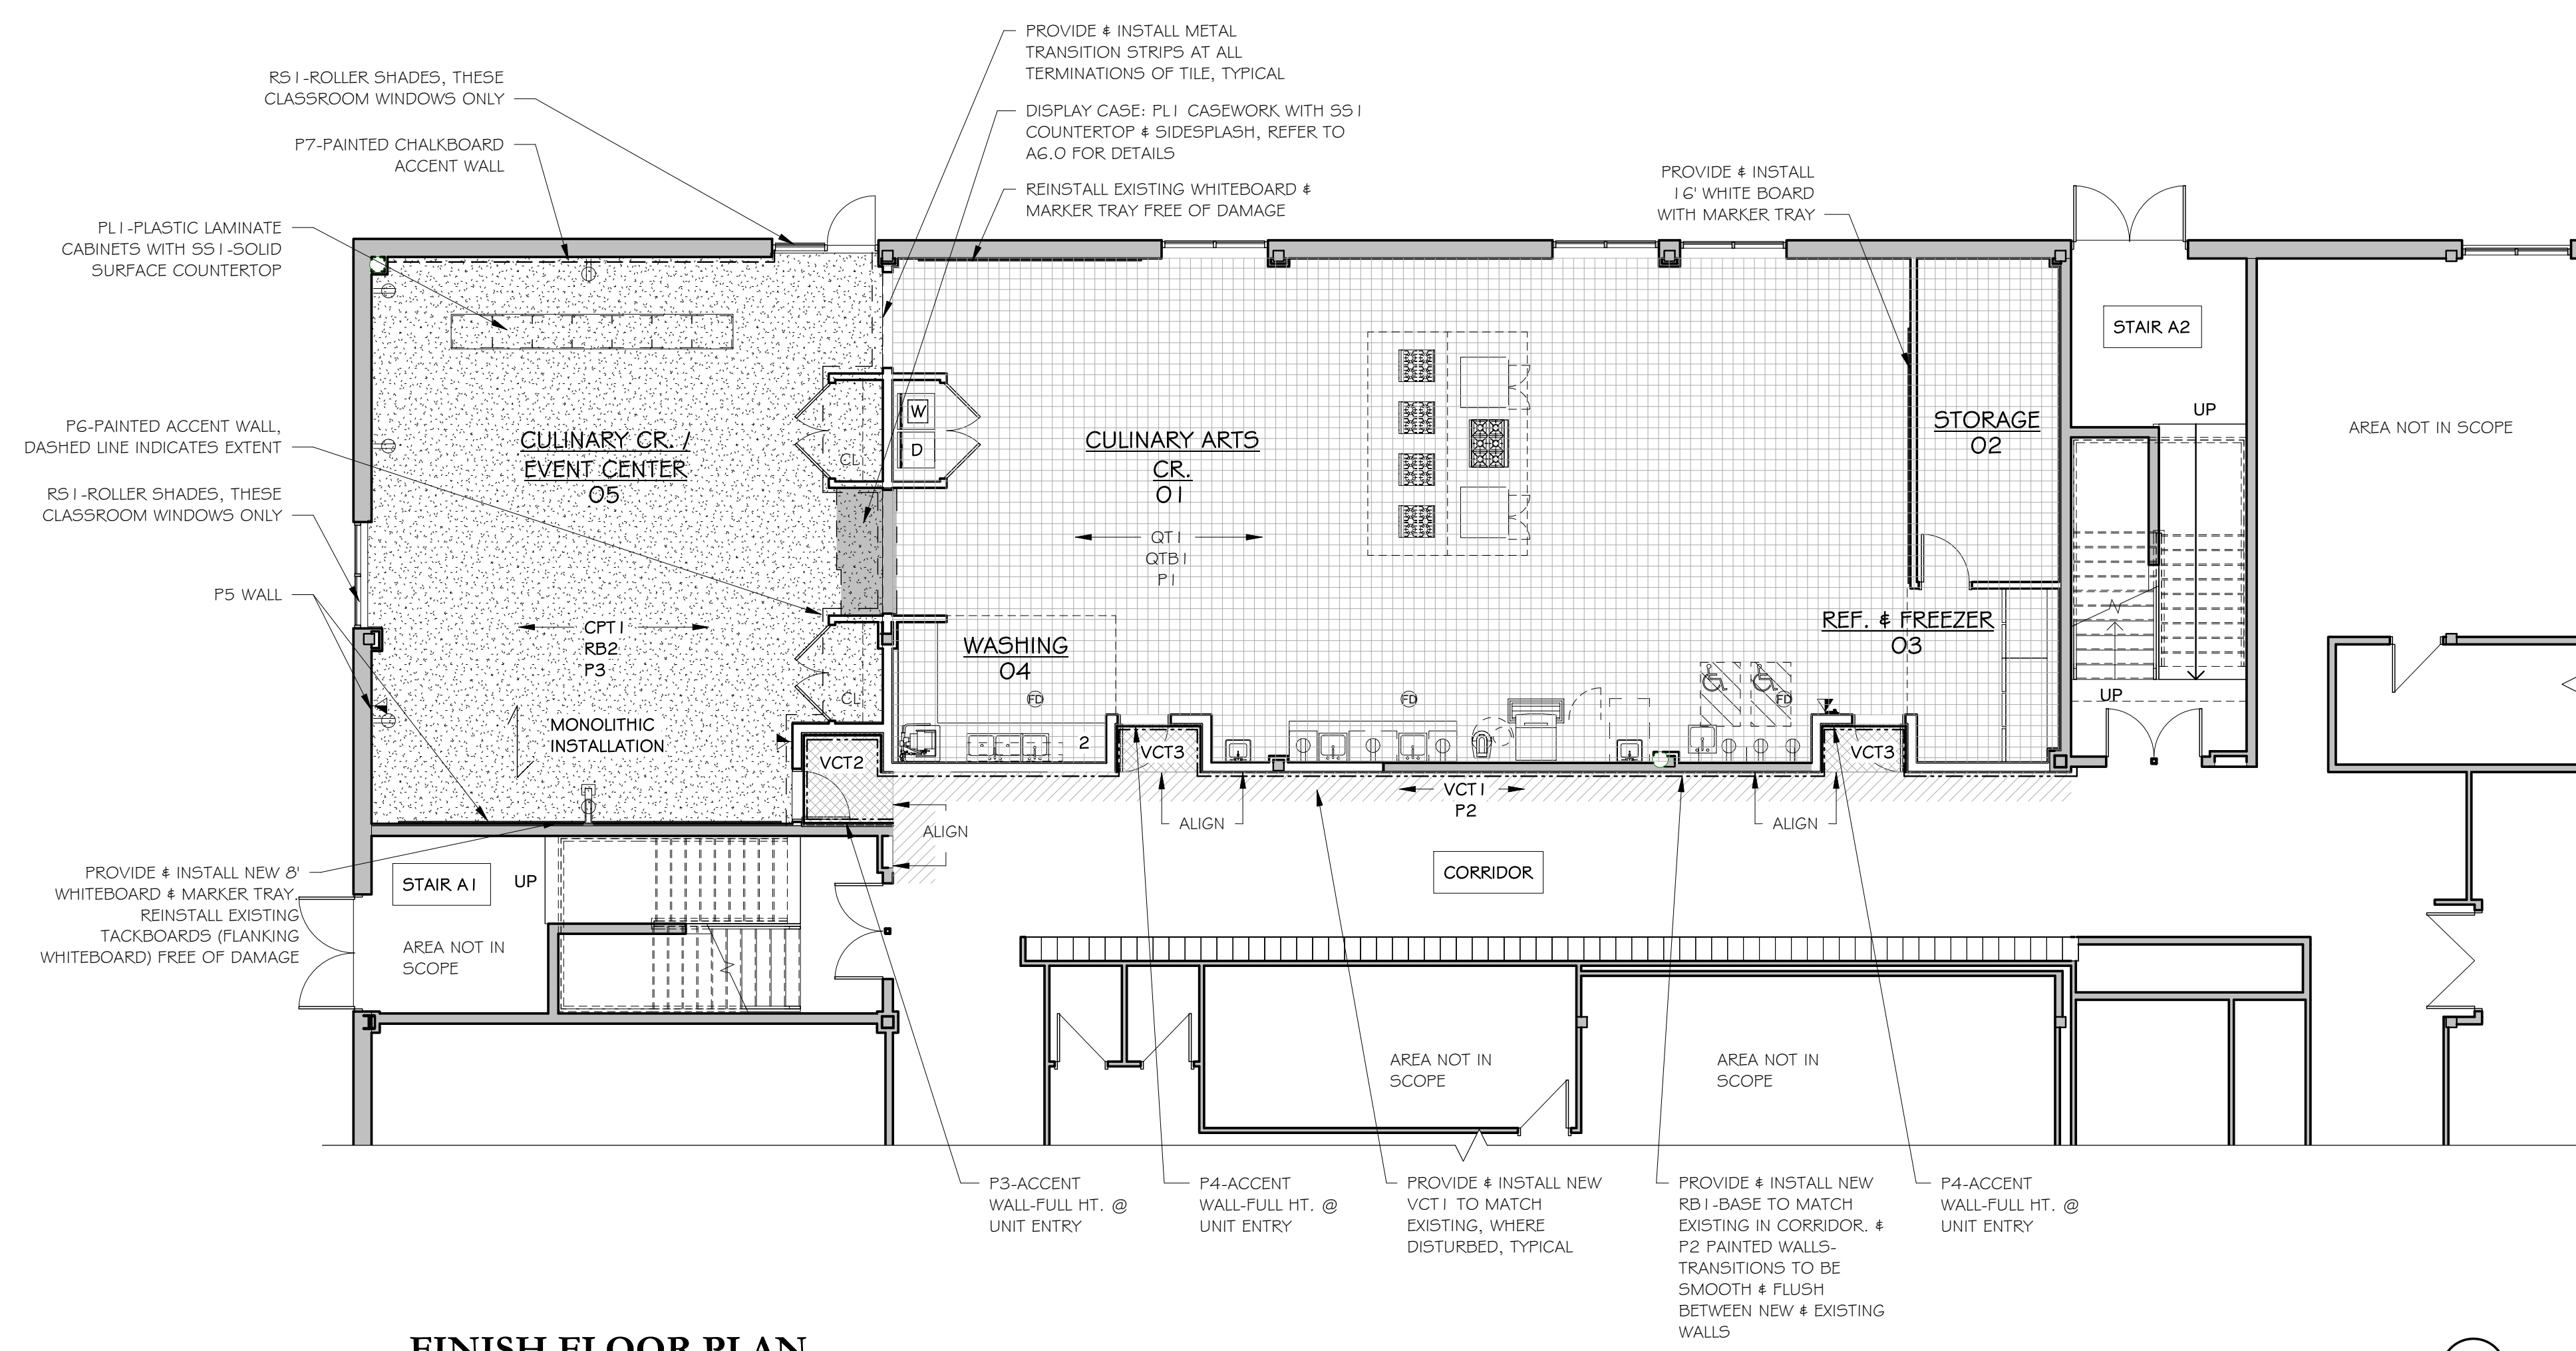 PROVIDE & INSTALL METAL
TRANSITION STRIPS AT ALL
TERMINATIONS OF TILE, TYPICAL
RS1-ROLLER SHADES, THESE
CLASSROOM WINDOWS ONLY
DISPLAY CASE: PL1 CASEWORK WITH SS1
COUNTERTOP & SIDESPLASH, REFER TO
A6.0 FOR DETAILS
P7-PAINTED CHALKBOARD
ACCENT WALL
REINSTALL EXISTING WHITEBOARD &
MARKER TRAY FREE OF DAMAGE
PROVIDE & INSTALL
16' WHITE BOARD
WITH MARKER TRAY
PL1-PLASTIC LAMINATE
CABINETS WITH SS1-SOLID
SURFACE COUNTERTOP
STAIR A2
UP
W
D
CL
P6-PAINTED ACCENT WALL,
DASHED LINE INDICATES EXTENT
CULINARY CR. /
EVENT CENTER
05
CULINARY ARTS
CR.
01
STORAGE
02
AREA NOT IN SCOPE
RS1-ROLLER SHADES, THESE
CLASSROOM WINDOWS ONLY
QT1
QTB1
P1
P5 WALL
CPT1
RB2
P3
WASHING
04
REF. & FREEZER
03
FD
FD
FD
CL
UP
MONOLITHIC
INSTALLATION
2
VCT2
VCT3
VCT3
VCT1
P2
ALIGN
ALIGN
ALIGN
CORRIDOR
PROVIDE & INSTALL NEW 8'
WHITEBOARD & MARKER TRAY.
REINSTALL EXISTING
TACKBOARDS (FLANKING
WHITEBOARD) FREE OF DAMAGE
STAIR A1
UP
AREA NOT IN
SCOPE
AREA NOT IN
SCOPE
AREA NOT IN
SCOPE
P3-ACCENT
WALL-FULL HT. @
UNIT ENTRY
P4-ACCENT
WALL-FULL HT. @
UNIT ENTRY
PROVIDE & INSTALL NEW
VCT1 TO MATCH
EXISTING, WHERE
DISTURBED, TYPICAL
PROVIDE & INSTALL NEW
RB1-BASE TO MATCH
EXISTING IN CORRIDOR. &
P2 PAINTED WALLS-
TRANSITIONS TO BE
SMOOTH & FLUSH
BETWEEN NEW & EXISTING
WALLS
P4-ACCENT
WALL-FULL HT. @
UNIT ENTRY
FINISH FLOOR PLAN